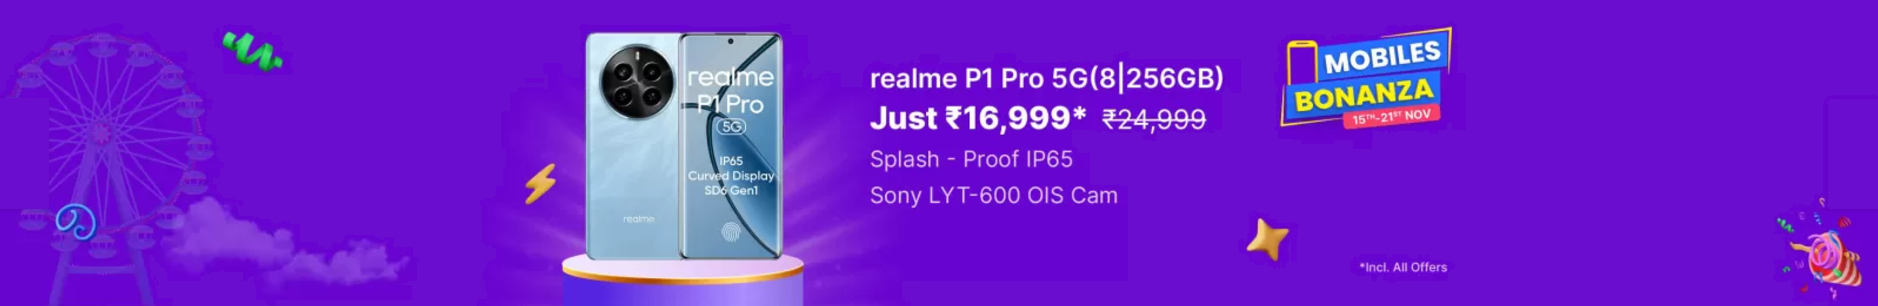 realme
realme
P1 Pro
5G
IP65
Curved Display
SD6 Gen1
realme P1 Pro 5G(8|256GB)
Just ₹16,999* ₹24,999
Splash - Proof IP65
Sony LYT-600 OIS Cam
MOBILES
BONANZA
15TH-21ST NOV
*Incl. All Offers